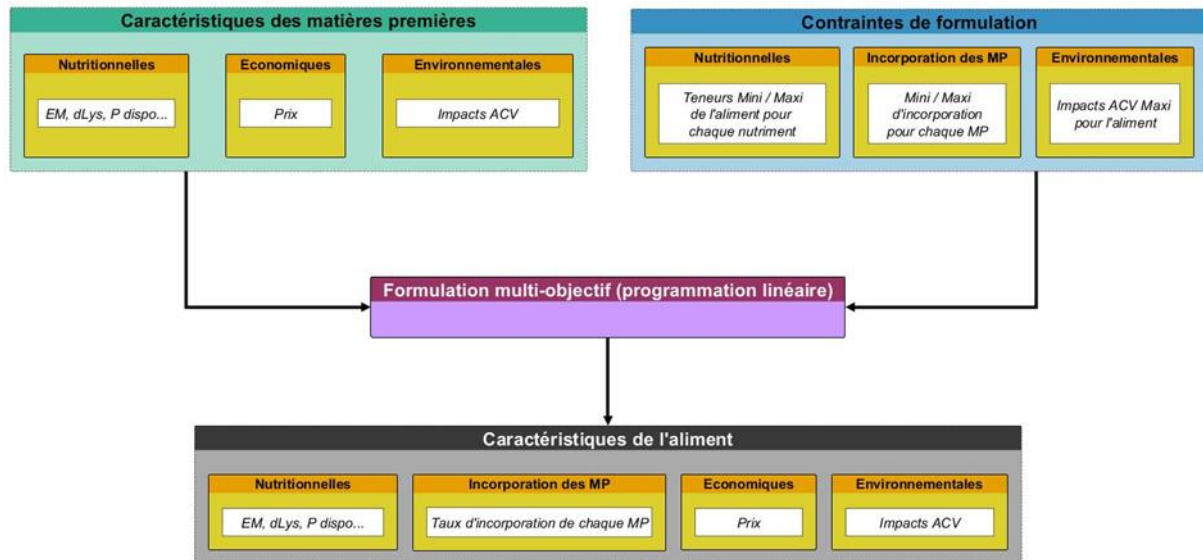 Caractéristiques des matières premières
Nutritionnelles
EM, dLys, P dispo...
Economiques
Prix
Environnementales
Impacts ACV
Contraintes de formulation
Nutritionnelles
Teneurs Mini / Maxi
de l'aliment pour
chaque nutriment
Incorporation des MP
Mini / Maxi
d'incorporation
pour chaque MP
Environnementales
Impacts ACV Maxi
pour l'aliment
Formulation multi-objectif (programmation linéaire)
Caractéristiques de l'aliment
Nutritionnelles
EM, dLys, P dispo...
Incorporation des MP
Taux d'incorporation de chaque MP
Economiques
Prix
Environnementales
Impacts ACV